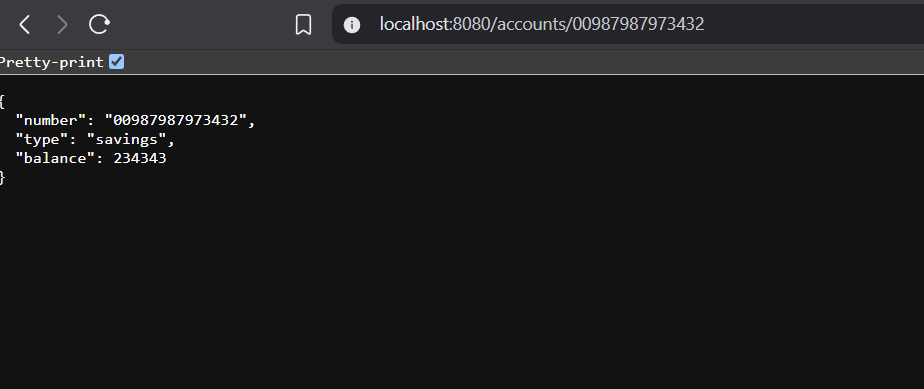 localhost:8080/accounts/00987987973432
Pretty-print
{
"number": "00987987973432",
"type": "savings",
"balance": 234343
}